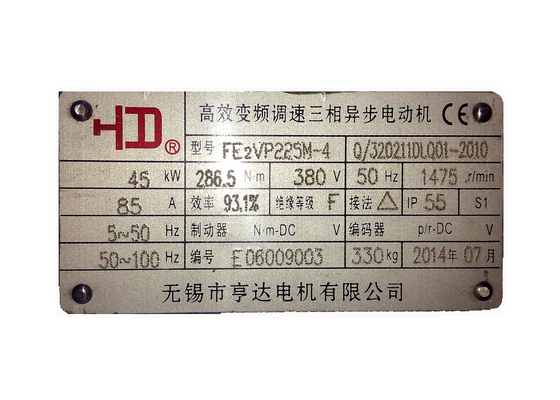 HD® 高效变频调速三相异步电动机 CE
型号 FE2VP225M-4 Q/320211DLQ01-2010
45 kW 286.5 N·m 380 V 50 Hz 1475 r/min
85 A 效率 93.1% 绝缘等级 F 接法 △ IP 55 S1
5~50 Hz 制动器 N·m-DC V 编码器 p/r-DC V
50~100 Hz 编号 E06009003 330kg 2014年07月
无锡市亨达电机有限公司